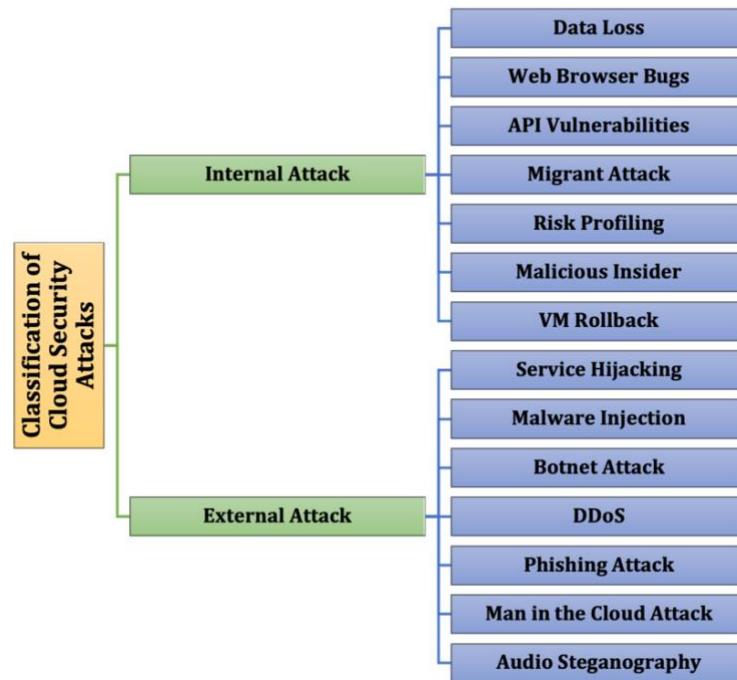 Classification of
Cloud Security
Attacks
Internal Attack
Data Loss
Web Browser Bugs
API Vulnerabilities
Migrant Attack
Risk Profiling
Malicious Insider
VM Rollback
External Attack
Service Hijacking
Malware Injection
Botnet Attack
DDoS
Phishing Attack
Man in the Cloud Attack
Audio Steganography